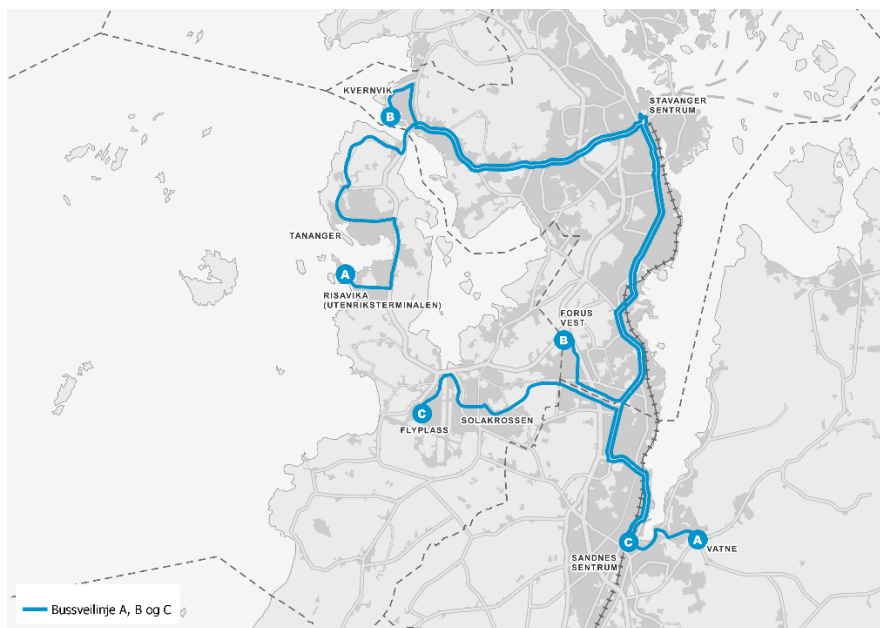 KVERNVIK
B
STAVANGER
SENTRUM
TANANGER
A
RISAVIKA
(UTENRIKSTERMINALEN)
FORUS
VEST
B
C
FLYPLASS
SOLAKROSSEN
C
SANDNES
SENTRUM
A
VATNE
Bussveilinje A, B og C